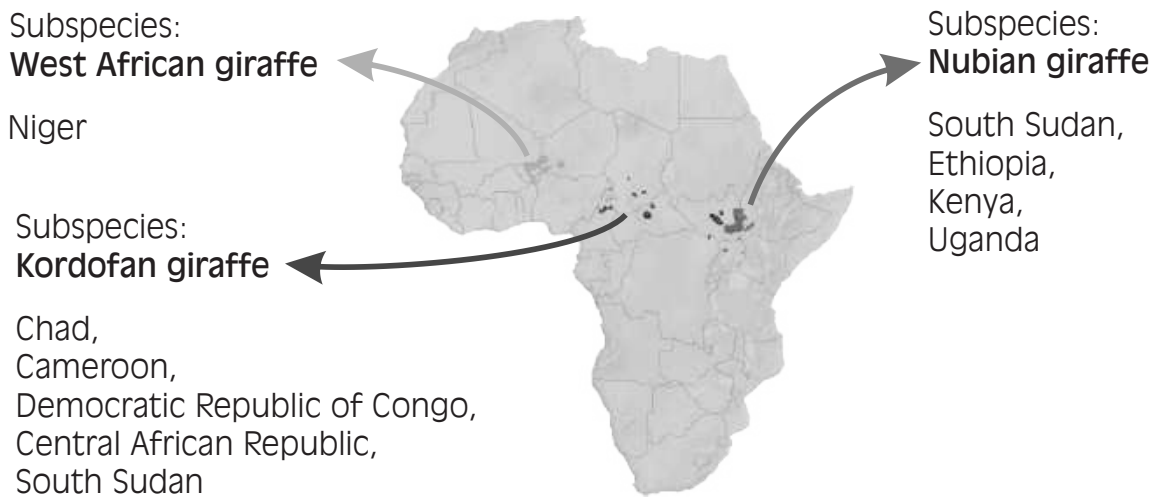 Subspecies:
West African giraffe
Niger
Subspecies:
Kordofan giraffe
Chad,
Cameroon,
Democratic Republic of Congo,
Central African Republic,
South Sudan
Subspecies:
Nubian giraffe
South Sudan,
Ethiopia,
Kenya,
Uganda